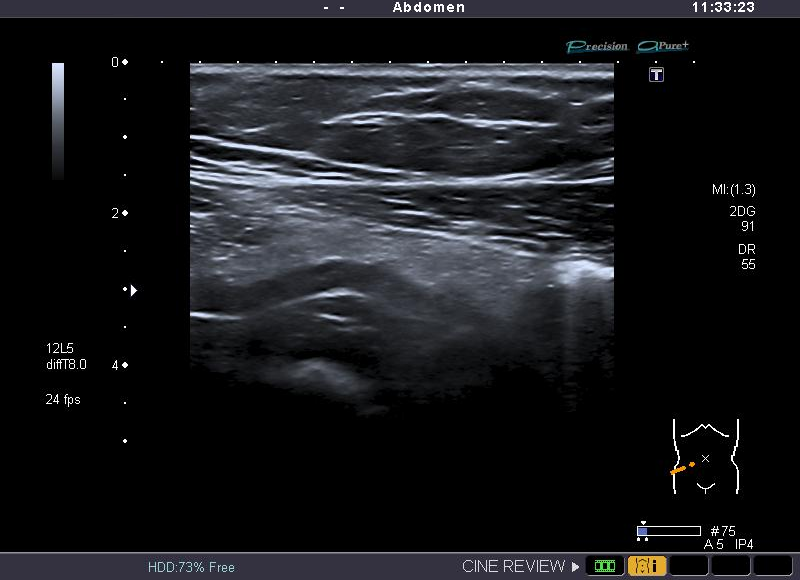 - - Abdomen 11:33:23
Precision APure+
T
0
2
4
MI:(1.3)
2DG
91
DR
55
12L5
diffT8.0
24 fps
#75
A 5 IP4
HDD:73% Free
CINE REVIEW
i